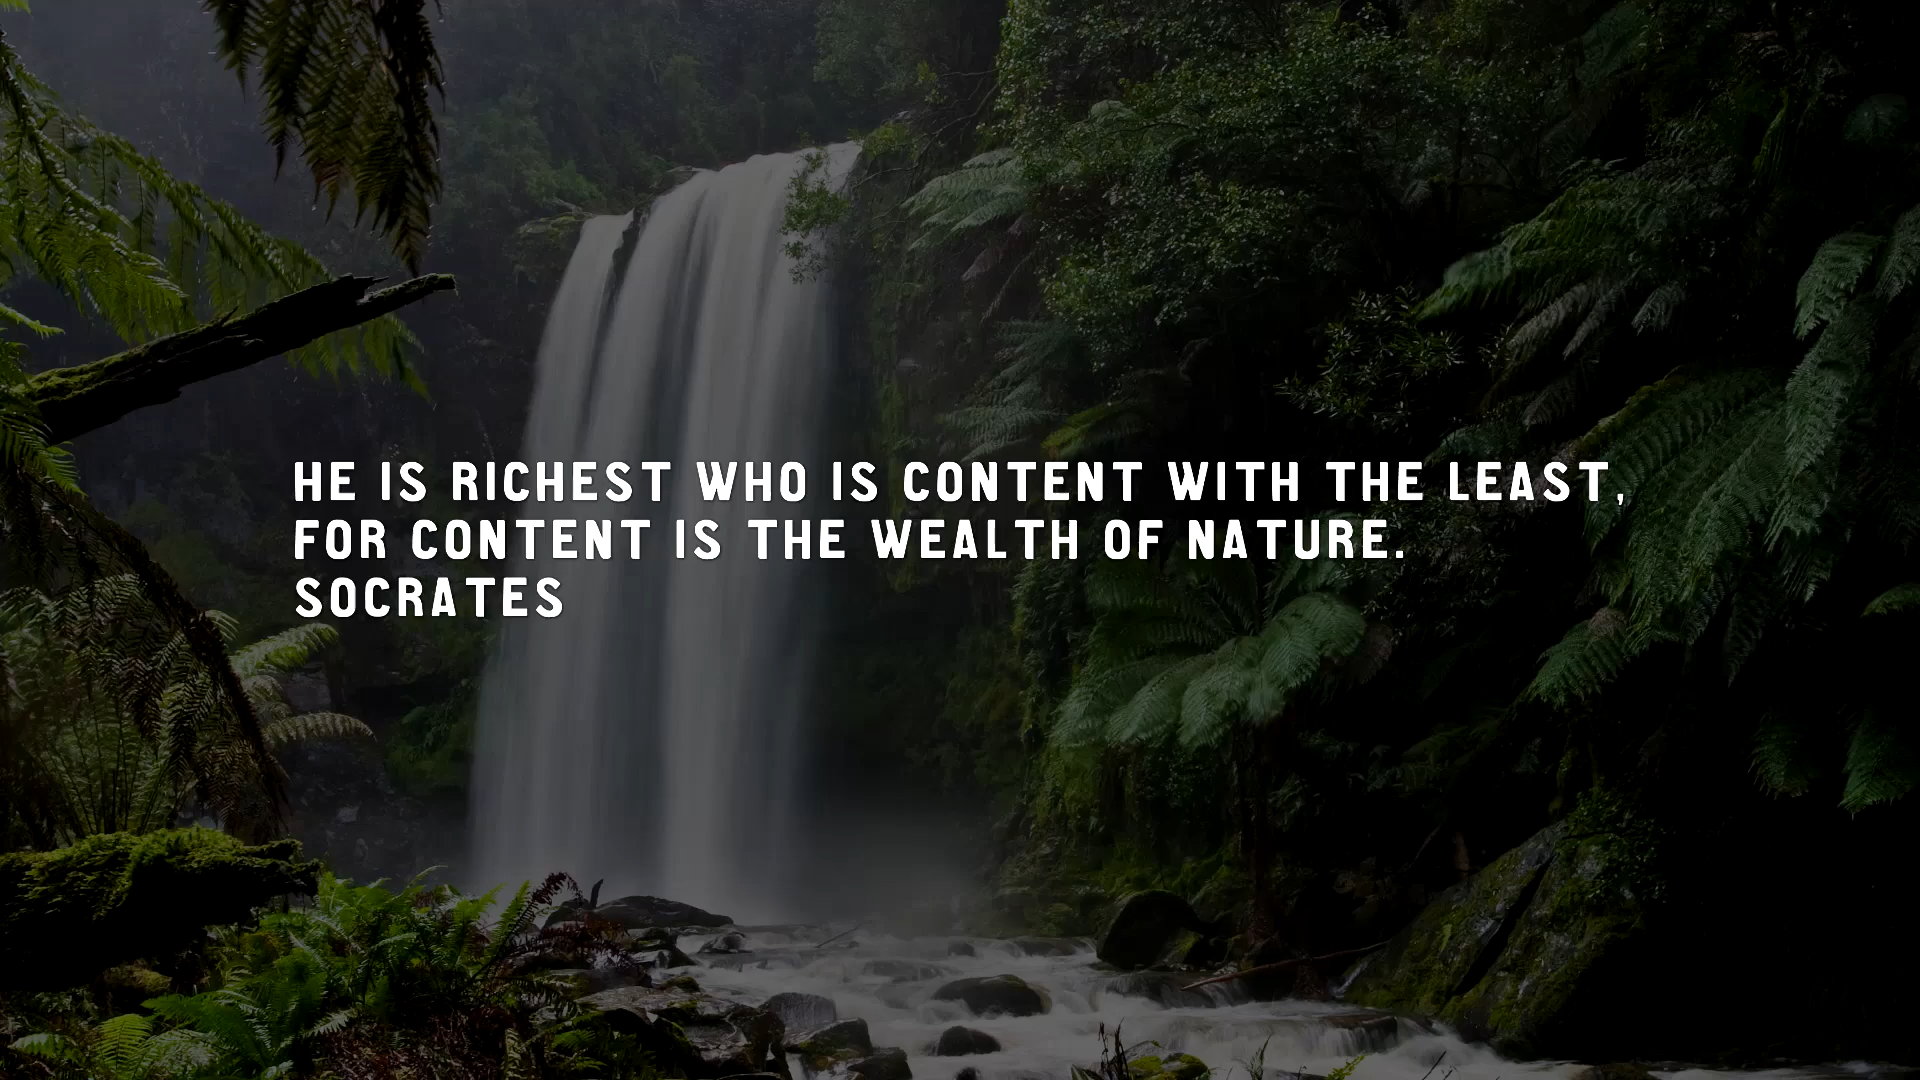 HE IS RICHEST WHO IS CONTENT WITH THE LEAST,
FOR CONTENT IS THE WEALTH OF NATURE.
SOCRATES